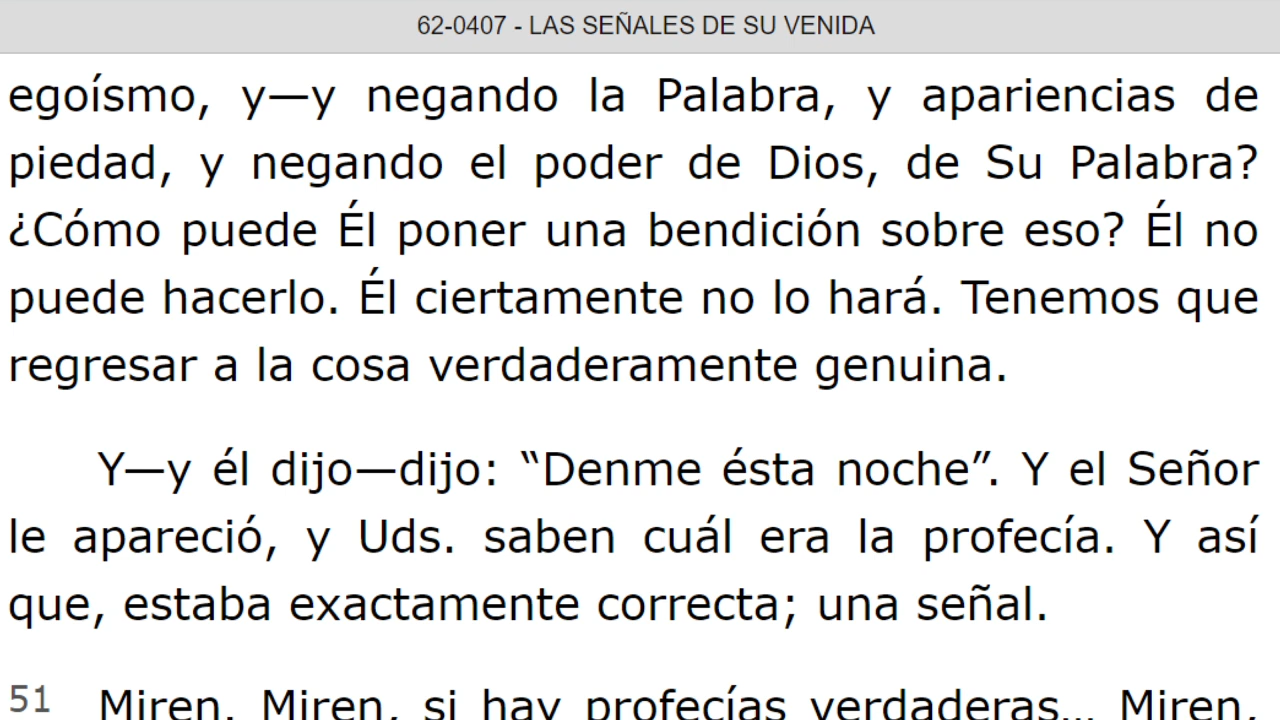 62-0407 - LAS SEÑALES DE SU VENIDA
egoísmo, y—y negando la Palabra, y apariencias de
piedad, y negando el poder de Dios, de Su Palabra?
¿Cómo puede Él poner una bendición sobre eso? Él no
puede hacerlo. Él ciertamente no lo hará. Tenemos que
regresar a la cosa verdaderamente genuina.
Y—y él dijo—dijo: “Denme ésta noche”. Y el Señor
le apareció, y Uds. saben cuál era la profecía. Y así
que, estaba exactamente correcta; una señal.
51 Miren. Miren, si hay profecías verdaderas… Miren,